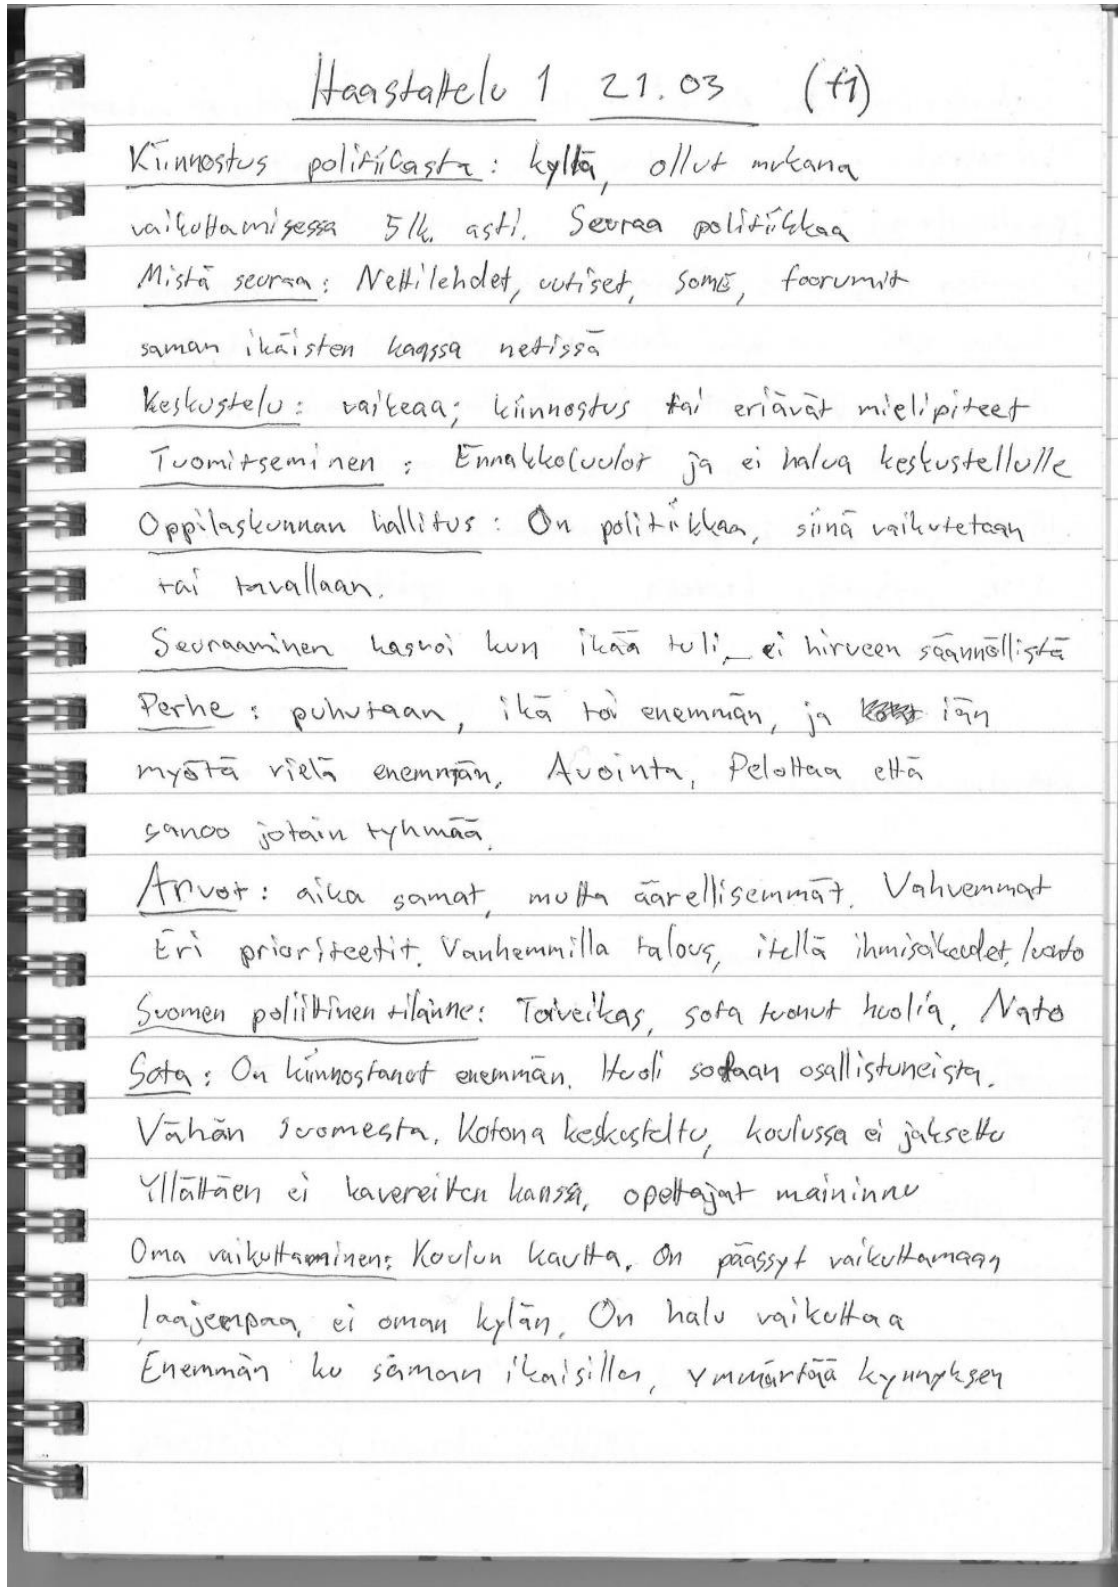 Haastattelu 1 21.03 (f1)
Kiinnostus politiikasta: kyllä, ollut mukana
vaikuttamisessa 5lk. asti. Seuraa politiikkaa
Mistä seuraa: Nettilehdet, uutiset, some, foorumit
saman ikäisten kanssa netissä
Keskustelu: vaikeaa; kiinnostus tai eriävät mielipiteet
Tuomitseminen: Ennakkoluulot ja ei halua keskustellulle
Oppilaskunnan hallitus: On politiikkaa, siinä vaikutetaan
tai tavallaan.
Seuraaminen kasvoi kun ikää tuli, ei hirveen säännöllistä
Perhe: puhutaan, ikä toi enemmän, ja iän
myötä vielä enemmän. Avointa, Pelottaa että
sanoo jotain tyhmää.
Arvot: aika samat, mutta äärellisemmät. Vahvemmat
Eri prioriteetit. Vanhemmilla talous, itellä ihmisoikeudet, luonto
Suomen poliittinen tilanne: Toiveikas, sota tuonut huolia, Nato
Sota: On kiinnostanut enemmän. Huoli sotaan osallistuneista.
Vähän Suomesta. Kotona keskusteltu, koulussa ei jaksettu
Yllättäen ei kavereitten kanssa, opettajat maininnu
Oma vaikuttaminen: Koulun kautta. On päässyt vaikuttamaan
laajempaa, ei oman kylän. On halu vaikuttaa
Enemmän ku saman ikäisillä, ymmärtää kynnyksen